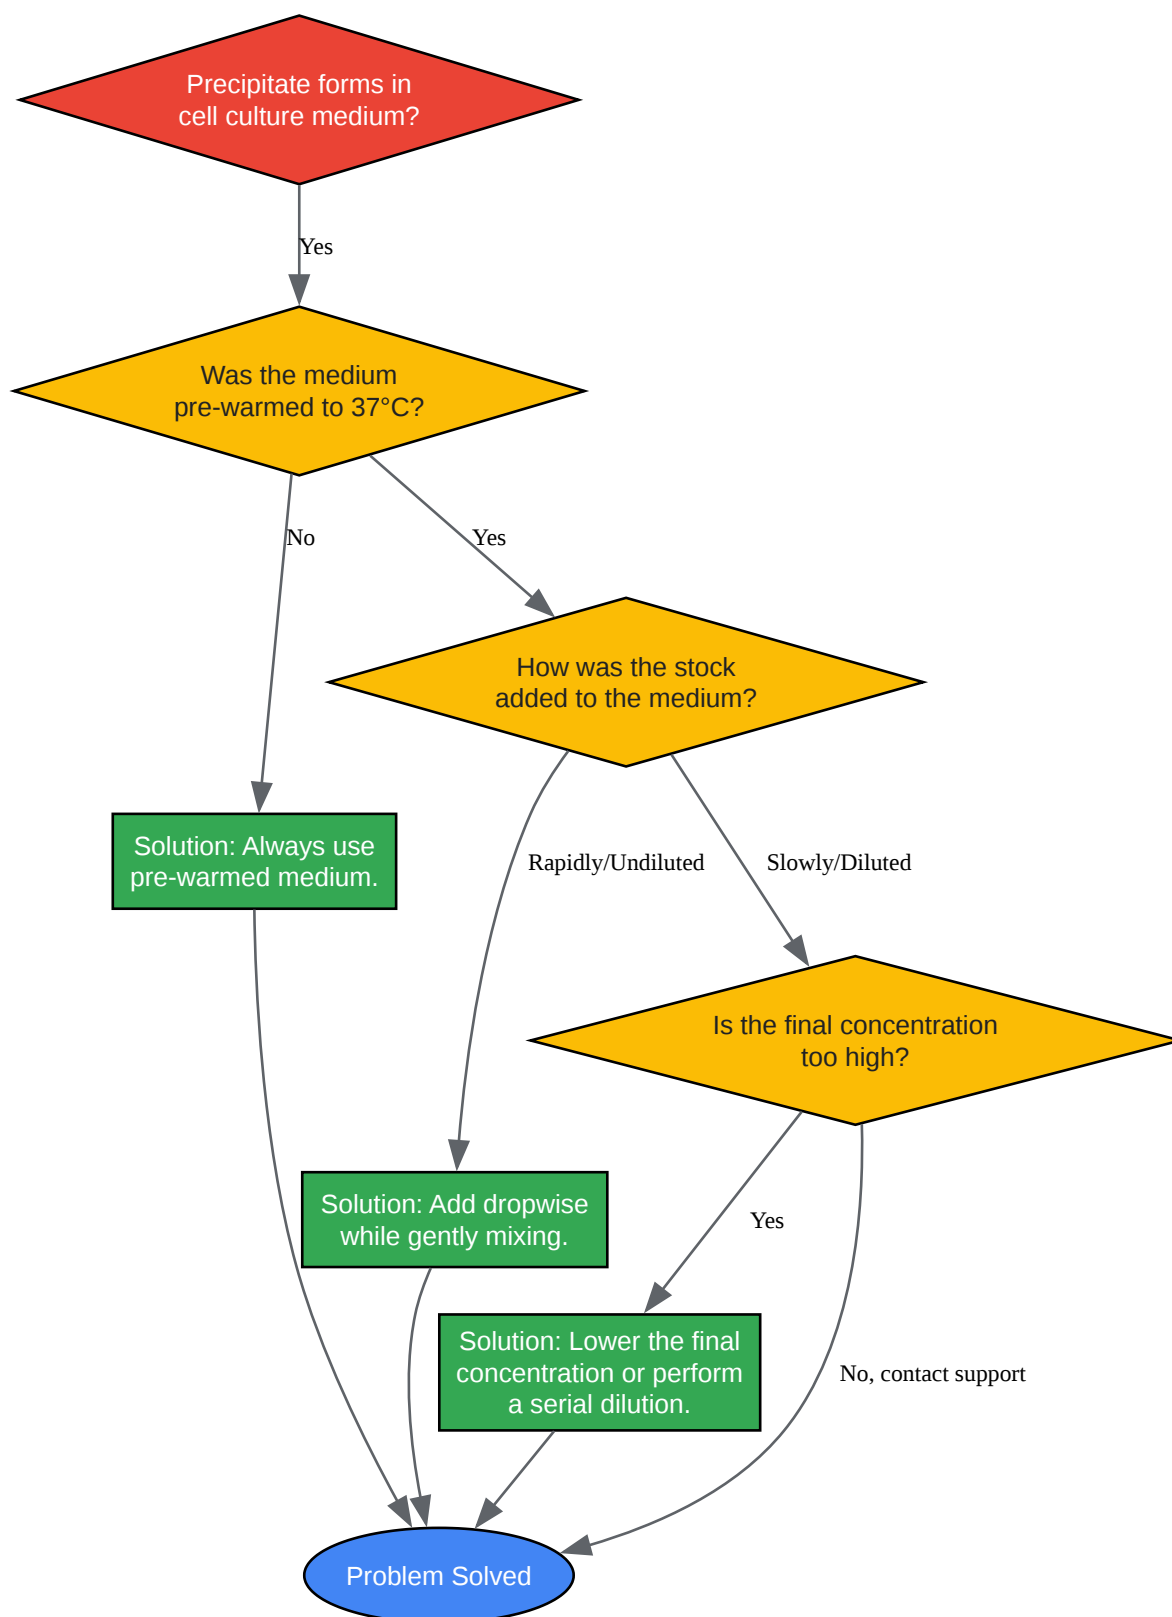 Precipitate forms in
cell culture medium?
Yes
Was the medium
pre-warmed to 37°C?
No
Yes
How was the stock
added to the medium?
Solution: Always use
pre-warmed medium.
Rapidly/Undiluted
Slowly/Diluted
Is the final concentration
too high?
Solution: Add dropwise
while gently mixing.
Yes
Solution: Lower the final
concentration or perform
a serial dilution.
No, contact support
Problem Solved